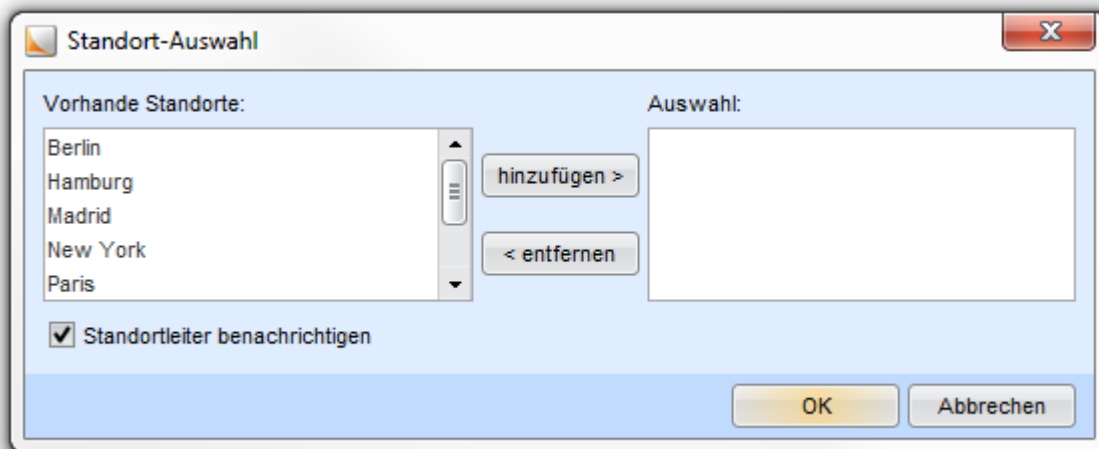 Standort-Auswahl
Vorhande Standorte:
Auswahl:
Berlin
Hamburg
Madrid
New York
Paris
hinzufügen >
< entfernen
Standortleiter benachrichtigen
OK
Abbrechen